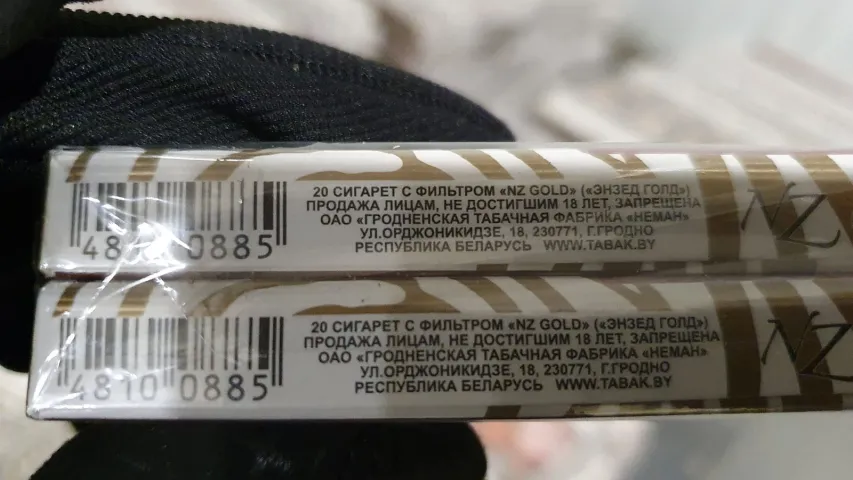 20 СИГАРЕТ С ФИЛЬТРОМ «NZ GOLD» («ЭНЗЕД ГОЛД»)
ПРОДАЖА ЛИЦАМ, НЕ ДОСТИГШИМ 18 ЛЕТ, ЗАПРЕЩЕНА
ОАО «ГРОДНЕНСКАЯ ТАБАЧНАЯ ФАБРИКА «НЕМАН»
УЛ.ОРДЖОНИКИДЗЕ, 18, 230771, Г.ГРОДНО
РЕСПУБЛИКА БЕЛАРУСЬ WWW.TABAK.BY
4810 0885
NZ
20 СИГАРЕТ С ФИЛЬТРОМ «NZ GOLD» («ЭНЗЕД ГОЛД»)
ПРОДАЖА ЛИЦАМ, НЕ ДОСТИГШИМ 18 ЛЕТ, ЗАПРЕЩЕНА
ОАО «ГРОДНЕНСКАЯ ТАБАЧНАЯ ФАБРИКА «НЕМАН»
УЛ.ОРДЖОНИКИДЗЕ, 18, 230771, Г.ГРОДНО
РЕСПУБЛИКА БЕЛАРУСЬ WWW.TABAK.BY
4810 0885
NZ